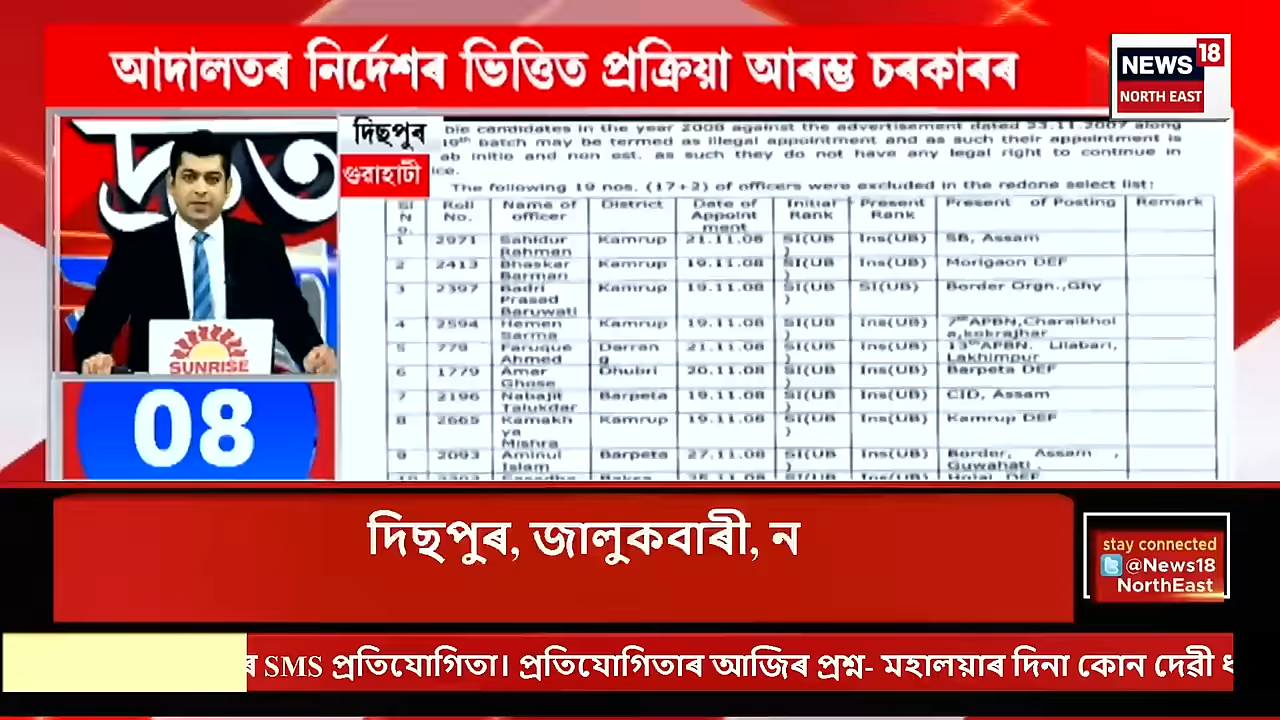 আদালতৰ নিৰ্দেশৰ ভিত্তিত প্ৰক্ৰিয়া আৰম্ভ চৰকাৰৰ
NEWS 18
NORTH EAST
দিছপুৰ
গুৱাহাটী
candidates in the year 2008 against the advertisement dated 23.11.2007 along
19th batch may be termed as illegal appointment and as such their appointment is
ab initio and non est. as such they do not have any legal right to continue in
The following 19 nos. (17+2) of officers were excluded in the redone select list:
Sl No. Roll No. Name of officer District Date of Appointment Initial Rank Present Rank Present of Posting Remark
1 2971 Sahidur Rahman Kamrup 21.11.08 SI(UB) Ins(UB) SB, Assam
2 2413 Bhaskar Barman Kamrup 19.11.08 SI(UB) Ins(UB) Morigaon DEF
3 2397 Badri Prasad Baruwati Kamrup 19.11.08 SI(UB) SI(UB) Border Orgn.,Ghy
4 2594 Hemen Sarma Kamrup 19.11.08 SI(UB) Ins(UB) 7th APBN,Charaikhola,kokrajhar
5 778 Faruque Ahmed Darrang 21.11.08 SI(UB) Ins(UB) 13th APBN. Lilabari, Lakhimpur
6 1779 Amar Ghose Dhubri 20.11.08 SI(UB) Ins(UB) Barpeta DEF
7 2196 Nabajit Talukdar Barpeta 19.11.08 SI(UB) Ins(UB) CID, Assam
8 2665 Kamakhya Mishra Kamrup 19.11.08 SI(UB) Ins(UB) Kamrup DEF
9 2093 Aminul Islam Barpeta 27.11.08 SI(UB) Ins(UB) Border, Assam , Guwahati.
SUNRISE
08
দিছপুৰ, জালুকবাৰী, ন
stay connected
@News18
NorthEast
ৰ SMS প্ৰতিযোগিতা। প্ৰতিযোগিতাৰ আজিৰ প্ৰশ্ন- মহালয়াৰ দিনা কোন দেৱী